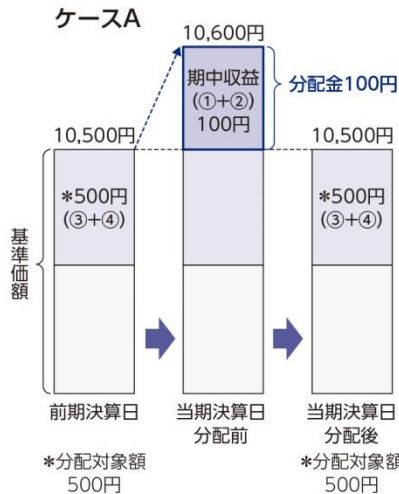 ケースA
10,600円
期中収益
(①+②)
100円
分配金100円
10,500円
10,500円
*500円
(③+④)
*500円
(③+④)
基準価額
前期決算日
当期決算日
分配前
当期決算日
分配後
*分配対象額
500円
*分配対象額
500円